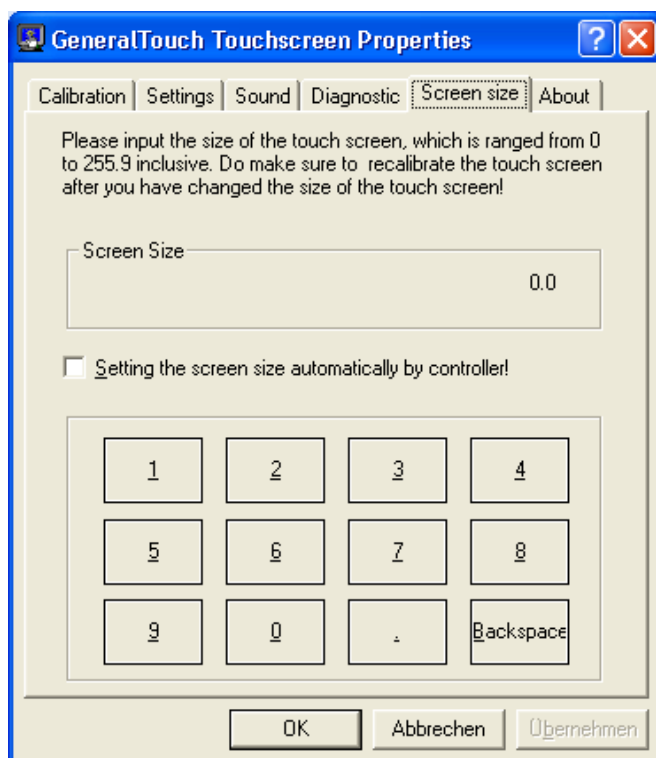 GeneralTouch Touchscreen Properties
Calibration Settings Sound Diagnostic Screen size About
Please input the size of the touch screen, which is ranged from 0
to 255.9 inclusive. Do make sure to recalibrate the touch screen
after you have changed the size of the touch screen!
Screen Size
0.0
Setting the screen size automatically by controller!
1 2 3 4
5 6 7 8
9 0 . Backspace
OK Abbrechen Übernehmen